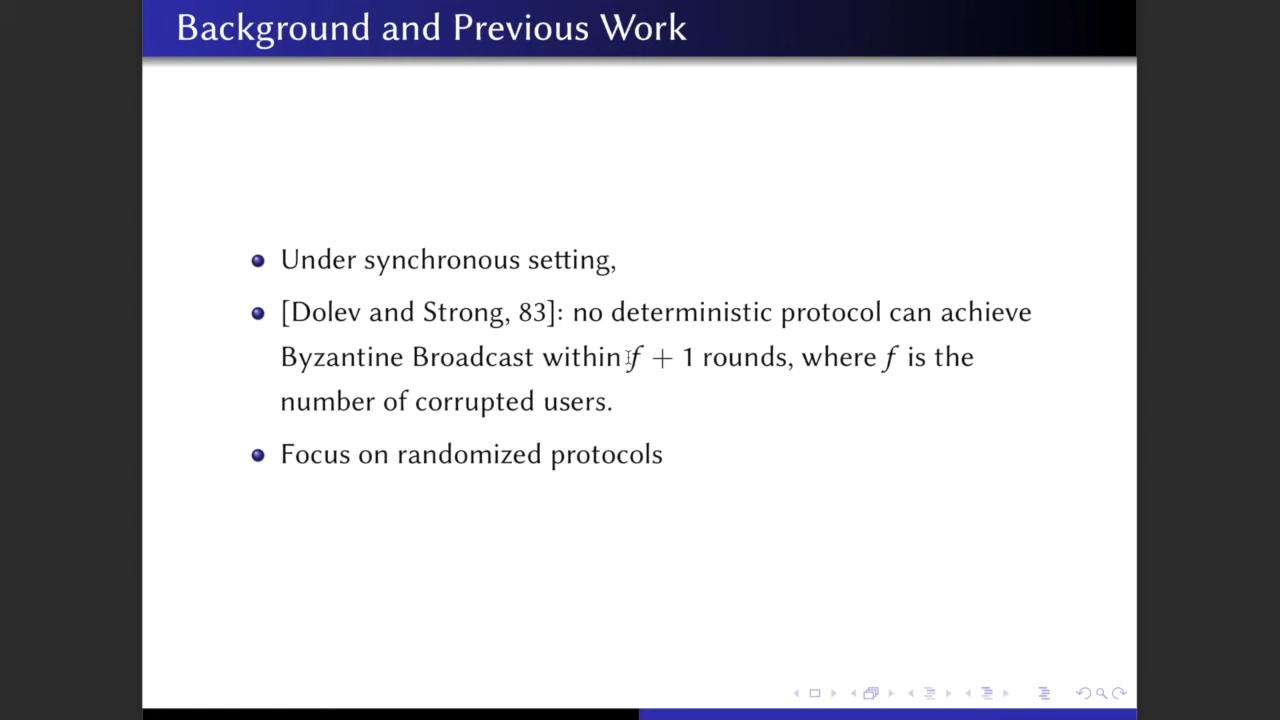 Background and Previous Work
Under synchronous setting,
[Dolev and Strong, 83]: no deterministic protocol can achieve
Byzantine Broadcast within f + 1 rounds, where f is the
number of corrupted users.
Focus on randomized protocols